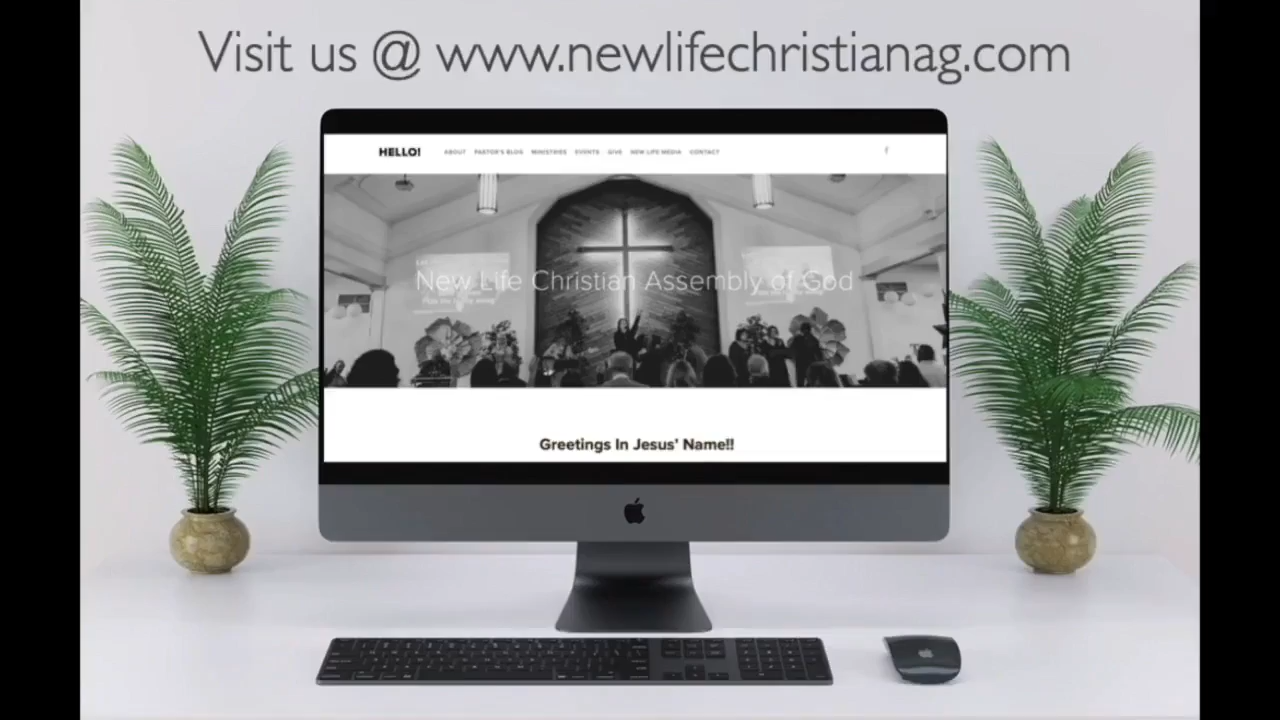 Visit us @ www.newlifechristianag.com
HELLO! ABOUT PASTOR'S BLOG MINISTRIES EVENTS GIVE NEW LIFE MEDIA CONTACT
New Life Christian Assembly of God
Greetings In Jesus' Name!!